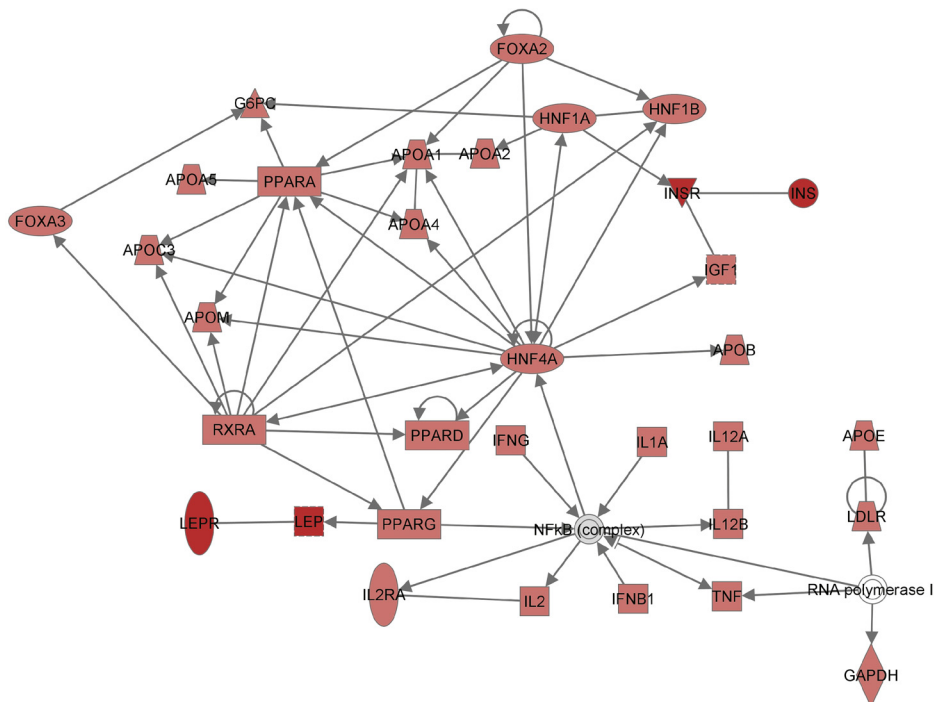 FOXA2
G6PC
HNF1A
HNF1B
APOA1
APOA2
APOA5
PPARA
INSR
INS
FOXA3
APOA4
APOC3
IGF1
APOM
HNF4A
APOB
RXRA
PPARD
IFNG
IL1A
IL12A
APOE
LEPR
LEP
PPARG
NFkB (complex)
IL12B
LDLR
IL2RA
IL2
IFNB1
TNF
RNA polymerase I
GAPDH